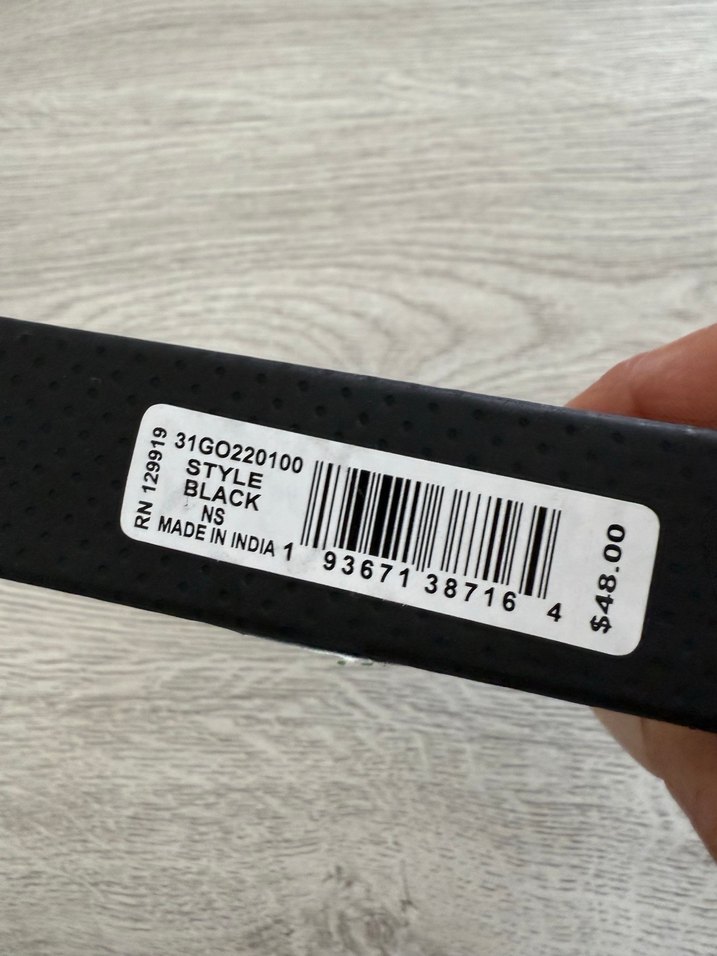 RN 129919
31GO220100
STYLE
BLACK
NS
MADE IN INDIA
1 93671 38716 4
$48.00